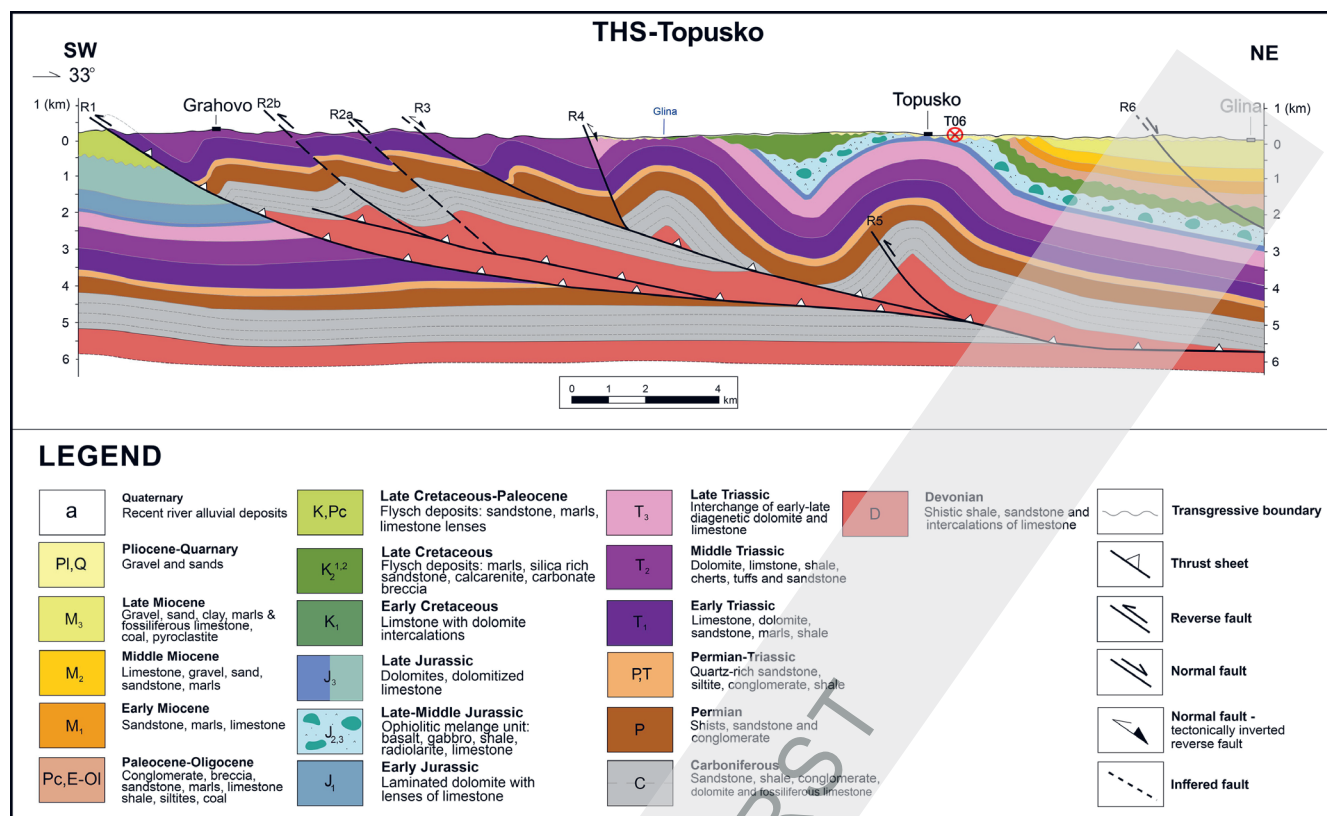 THS-Topusko
SW
NE
33°
1 (km)
R1
Grahovo
R2b
R2a
R3
R4
Glina
Topusko
T06
R6
Glina
1 (km)
0
1
2
3
4
5
6
R5
0
1
2
3
4
5
6
0 1 2 4
km
LEGEND
a
Quaternary
Recent river alluvial deposits
Pl,Q
Pliocene-Quarnary
Gravel and sands
M3
Late Miocene
Gravel, sand, clay, marls &
fossiliferous limestone,
coal, pyroclastite
M2
Middle Miocene
Limestone, gravel, sand,
sandstone, marls
M1
Early Miocene
Sandstone, marls, limestone
Pc,E-Ol
Paleocene-Oligocene
Conglomerate, breccia,
sandstone, marls, limestone
shale, siltites, coal
K,Pc
Late Cretaceous-Paleocene
Flysch deposits: sandstone, marls,
limestone lenses
K2 1,2
Late Cretaceous
Flysch deposits: marls, silica rich
sandstone, calcarenite, carbonate
breccia
K1
Early Cretaceous
Limstone with dolomite
intercalations
J3
Late Jurassic
Dolomites, dolomitized
limestone
J2,3
Late-Middle Jurassic
Ophiolitic melange unit:
basalt, gabbro, shale,
radiolarite, limestone
J1
Early Jurassic
Laminated dolomite with
lenses of limestone
T3
Late Triassic
Interchange of early-late
diagenetic dolomite and
limestone
T2
Middle Triassic
Dolomite, limstone, shale,
cherts, tuffs and sandstone
T1
Early Triassic
Limestone, dolomite,
sandstone, marls, shale
P,T
Permian-Triassic
Quartz-rich sandstone,
siltite, conglomerate, shale
P
Permian
Shists, sandstone and
conglomerate
C
Carboniferous
Sandstone, shale, conglomerate,
dolomite and fossiliferous limestone
D
Devonian
Shistic shale, sandstone and
intercalations of limestone
Transgressive boundary
Thrust sheet
Reverse fault
Normal fault
Normal fault -
tectonically inverted
reverse fault
Inffered fault
RST